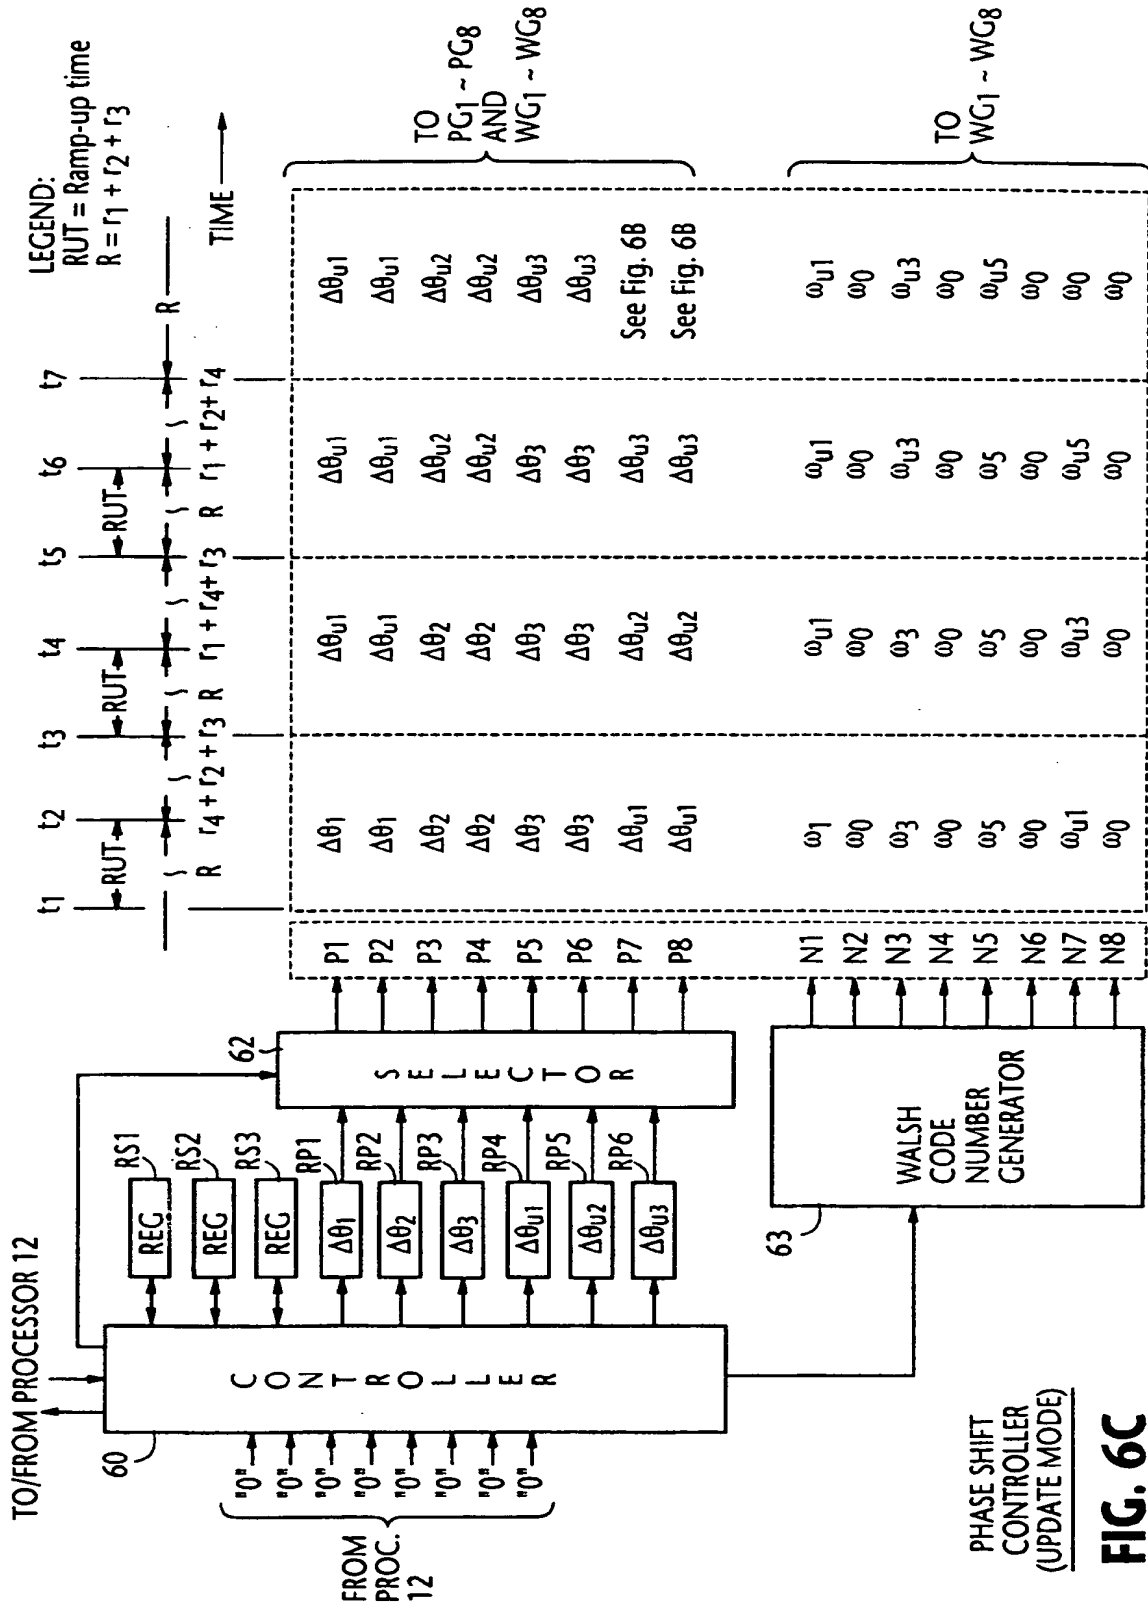 LEGEND:
RUT = Ramp-up time
R = r1 + r2 + r3
t1 t2 t3 t4 t5 t6 t7
RUT RUT RUT
R r4 + r2 + r3 R r1 + r4 + r3 R r1 + r2 + r4 R
TIME
TO/FROM PROCESSOR 12
60
FROM
PROC.
12
"0"
"0"
"0"
"0"
"0"
"0"
"0"
"0"
CONTROLLER
REG RS1
REG RS2
REG RS3
Δθ1 RP1
Δθ2 RP2
Δθ3 RP3
Δθu1 RP4
Δθu2 RP5
Δθu3 RP6
62
SELECTOR
P1 Δθ1 Δθu1 Δθu1 Δθu1
P2 Δθ1 Δθu1 Δθu1 Δθu1
P3 Δθ2 Δθ2 Δθu2 Δθu2
P4 Δθ2 Δθ2 Δθu2 Δθu2
P5 Δθ3 Δθ3 Δθ3 Δθu3
P6 Δθ3 Δθ3 Δθ3 Δθu3
P7 Δθu1 Δθu2 Δθu3 See Fig. 6B
P8 Δθu1 Δθu2 Δθu3 See Fig. 6B
TO
PG1 ~ PG8
AND
WG1 ~ WG8
63
WALSH
CODE
NUMBER
GENERATOR
N1 ω1 ωu1 ωu1 ωu1
N2 ω0 ω0 ω0 ω0
N3 ω3 ω3 ωu3 ωu3
N4 ω0 ω0 ω0 ω0
N5 ω5 ω5 ω5 ωu5
N6 ω0 ω0 ω0 ω0
N7 ωu1 ωu3 ωu5 ω0
N8 ω0 ω0 ω0 ω0
TO
WG1 ~ WG8
PHASE SHIFT
CONTROLLER
(UPDATE MODE)
FIG. 6C